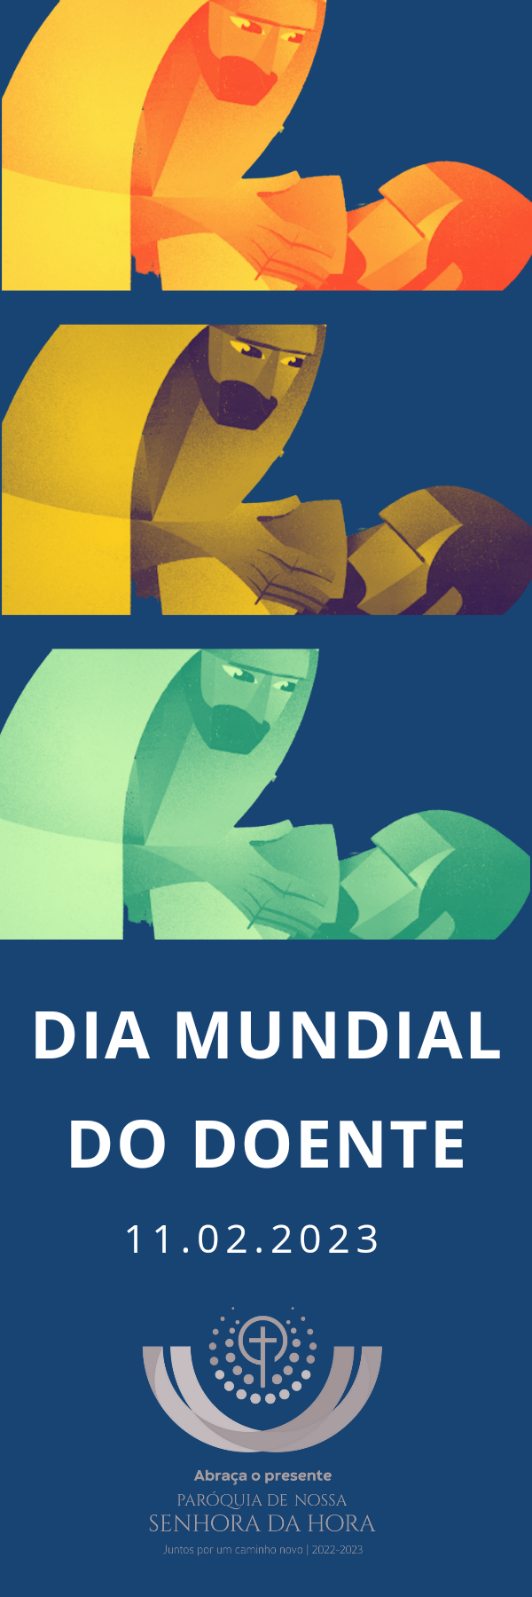 DIA MUNDIAL
DO DOENTE
11.02.2023
Abraça o presente
PARÓQUIA DE NOSSA
SENHORA DA HORA
Juntos por um caminho novo | 2022-2023